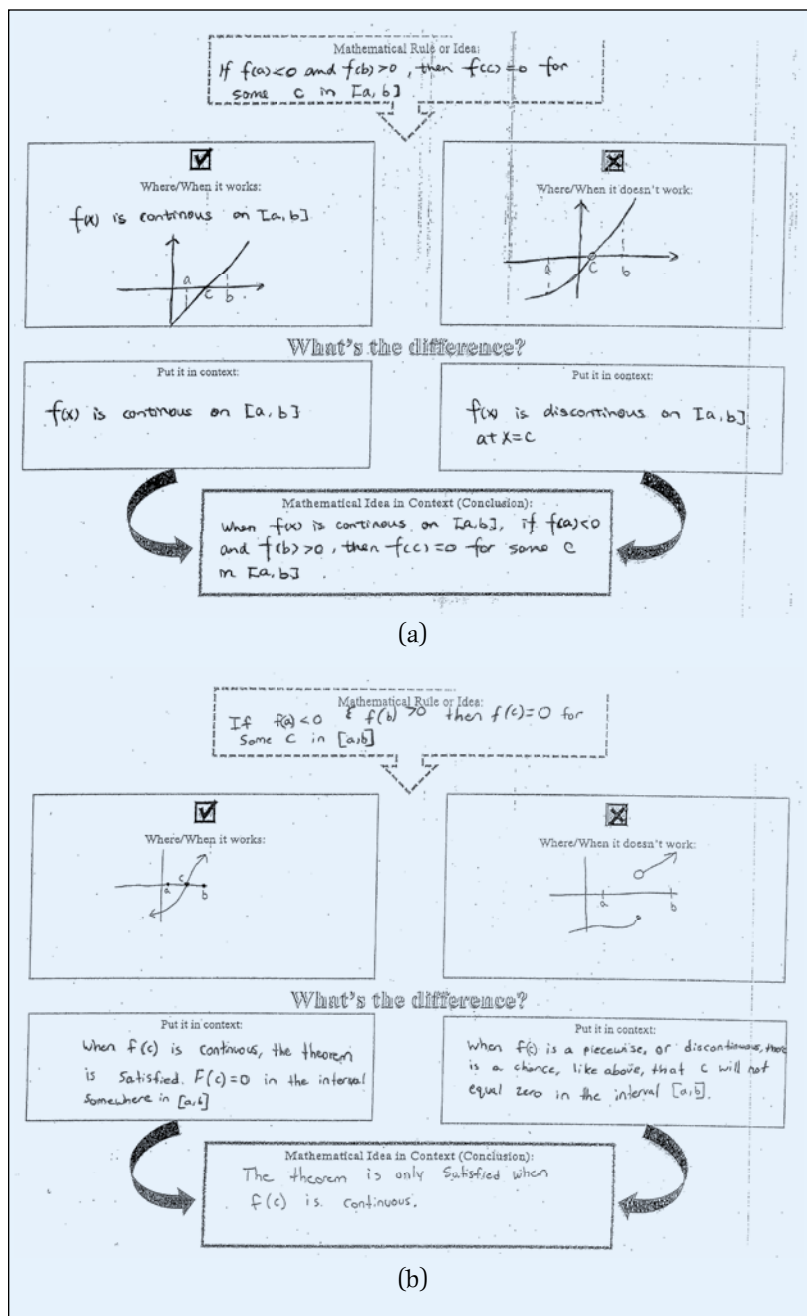 Mathematical Rule or Idea:
If f(a)<0 and f(b)>0, then f(c)=0 for
some c in [a,b]
Where/When it works:
f(x) is continous on [a,b]
a
c
b
Where/When it doesn't work:
a
c
b
What's the difference?
Put it in context:
f(x) is continous on [a,b]
Put it in context:
f(x) is discontinous on [a,b]
at x=c
Mathematical Idea in Context (Conclusion):
when f(x) is continous on [a,b], if f(a)<0
and f(b)>0, then f(c)=0 for some c
in [a,b]
(a)
Mathematical Rule or Idea:
If f(a)<0 & f(b)>0 then f(c)=0 for
some c in [a,b]
Where/When it works:
a
c
b
Where/When it doesn't work:
a
b
What's the difference?
Put it in context:
When f(c) is continuous, the theorem
is satisfied. F(c)=0 in the interval
somewhere in [a,b]
Put it in context:
When f(c) is a piecewise, or discontinuous, there
is a chance, like above, that c will not
equal zero in the interval [a,b].
Mathematical Idea in Context (Conclusion):
The theorem is only satisfied when
f(c) is continuous.
(b)